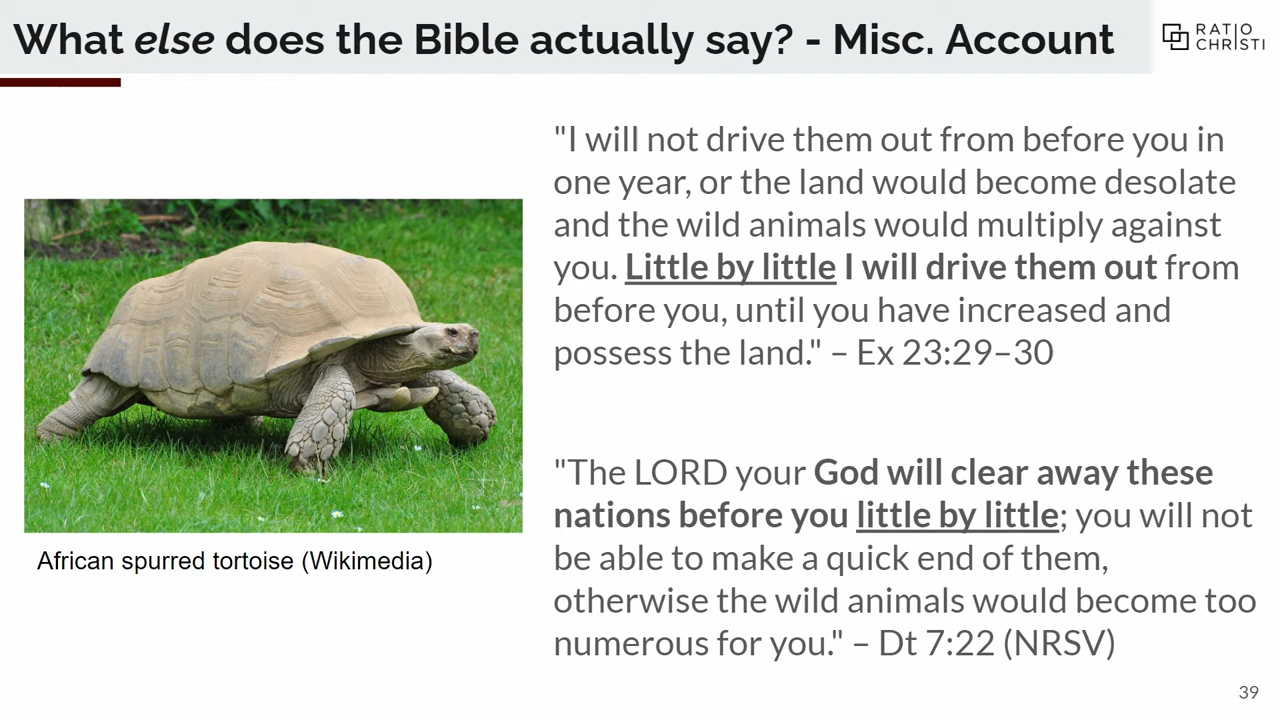 What else does the Bible actually say? - Misc. Account
RATIO
CHRISTI
"I will not drive them out from before you in
one year, or the land would become desolate
and the wild animals would multiply against
you. Little by little I will drive them out from
before you, until you have increased and
possess the land." – Ex 23:29–30
"The LORD your God will clear away these
nations before you little by little; you will not
be able to make a quick end of them,
otherwise the wild animals would become too
numerous for you." – Dt 7:22 (NRSV)
African spurred tortoise (Wikimedia)
39